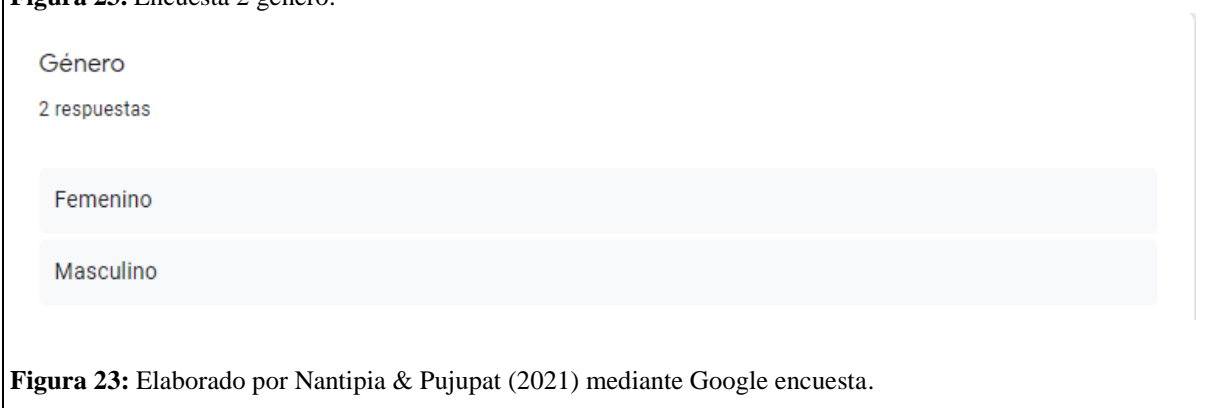 Figura 23: Encuesta 2 género.
Género
2 respuestas
Femenino
Masculino
Figura 23: Elaborado por Nantipia & Pujupat (2021) mediante Google encuesta.